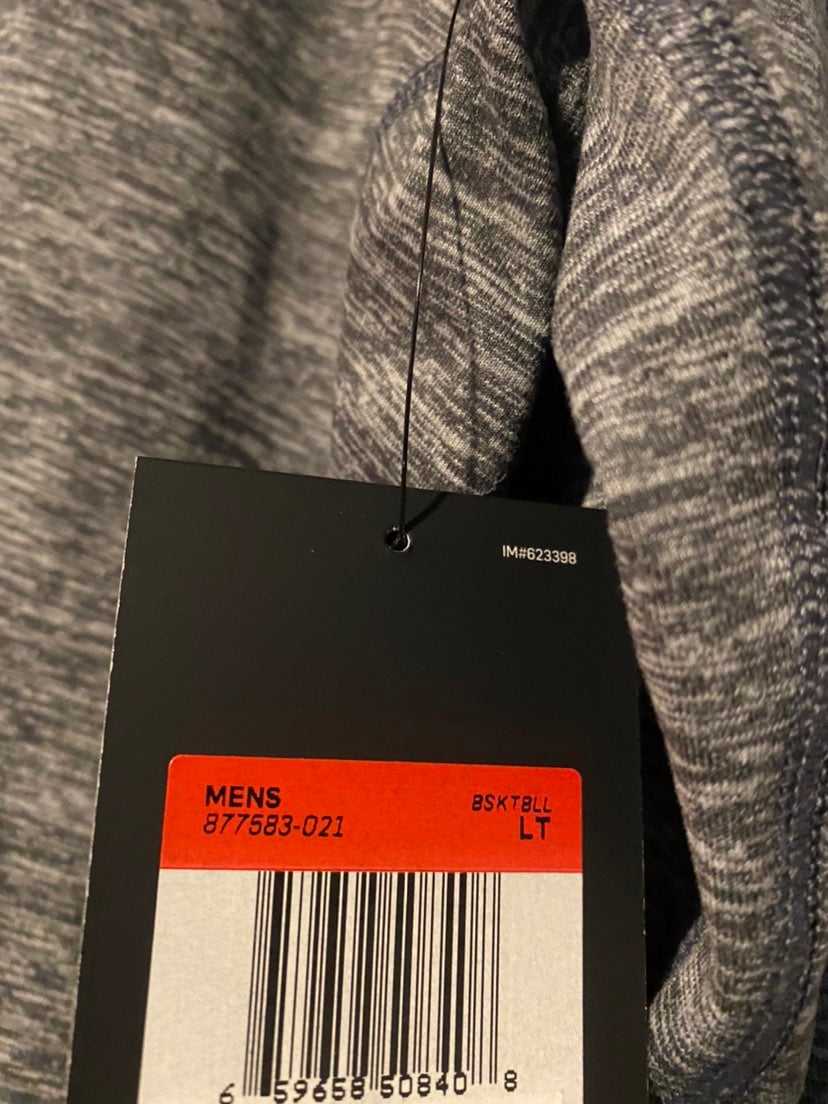 IM#623398
MENS BSKTBLL
877583-021 LT
6 59658 50840 8